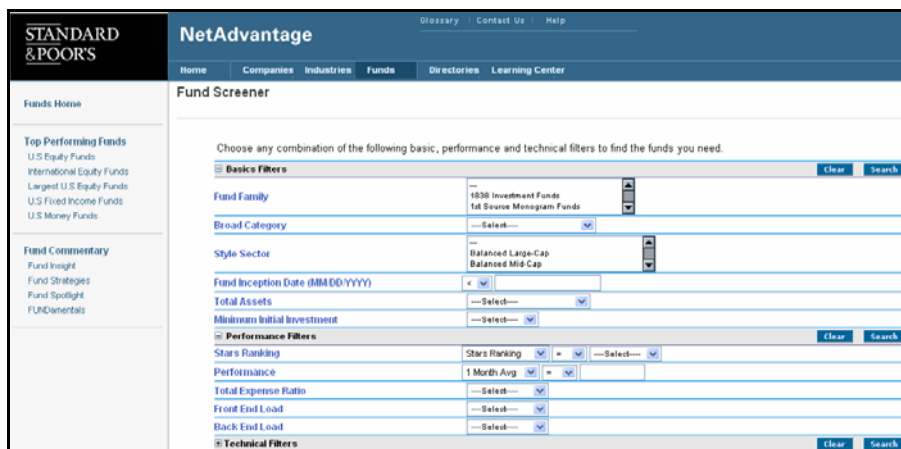 Glossary | Contact Us | Help
STANDARD
&POOR'S
NetAdvantage
Home Companies Industries Funds Directories Learning Center
Fund Screener
Funds Home
Top Performing Funds
U.S Equity Funds
International Equity Funds
Largest U.S Equity Funds
U.S Fixed Income Funds
U.S Money Funds
Fund Commentary
Fund Insight
Fund Strategies
Fund Spotlight
FUNDamentals
Choose any combination of the following basic, performance and technical filters to find the funds you need.
Basics Filters Clear Search
Fund Family
---
1838 Investment Funds
1st Source Monogram Funds
Broad Category ----Select----
Style Sector
---
Balanced Large-Cap
Balanced Mid-Cap
Fund Inception Date (MM/DD/YYYY) <
Total Assets ----Select----
Minimum Initial Investment ----Select----
Performance Filters Clear Search
Stars Ranking Stars Ranking = ----Select----
Performance 1 Month Avg =
Total Expense Ratio ----Select----
Front End Load ----Select----
Back End Load ----Select----
Technical Filters Clear Search